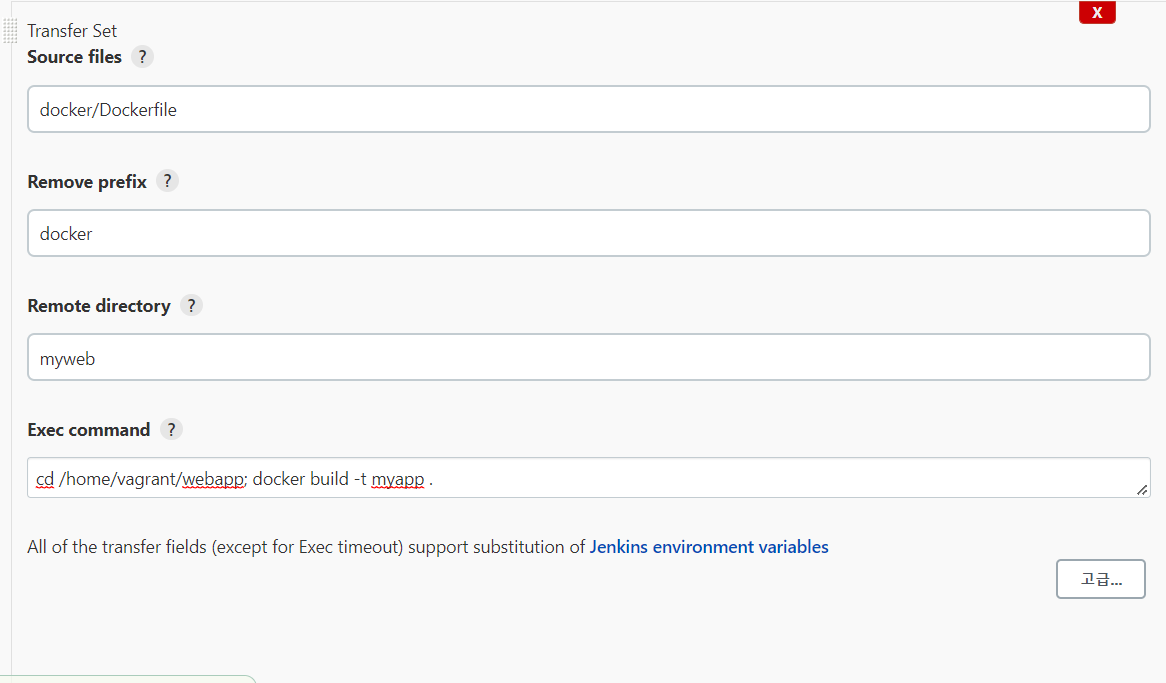 X
Transfer Set
Source files ?
docker/Dockerfile
Remove prefix ?
docker
Remote directory ?
myweb
Exec command ?
cd /home/vagrant/webapp; docker build -t myapp .
All of the transfer fields (except for Exec timeout) support substitution of Jenkins environment variables
고급...